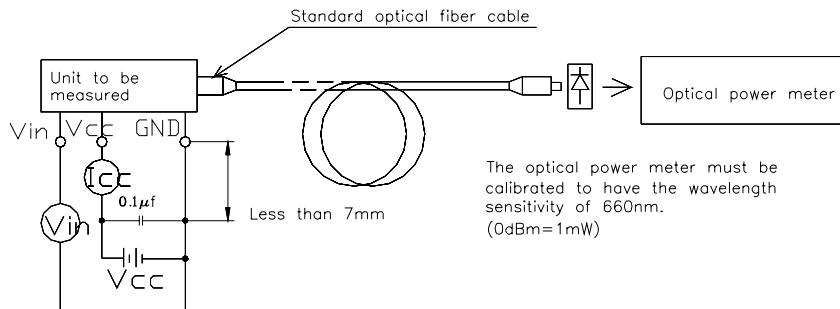 Standard optical fiber cable
Unit to be
measured
Optical power meter
Vin
Vcc
GND
Icc
0.1μf
Less than 7mm
Vin
Vcc
The optical power meter must be
calibrated to have the wavelength
sensitivity of 660nm.
(0dBm=1mW)